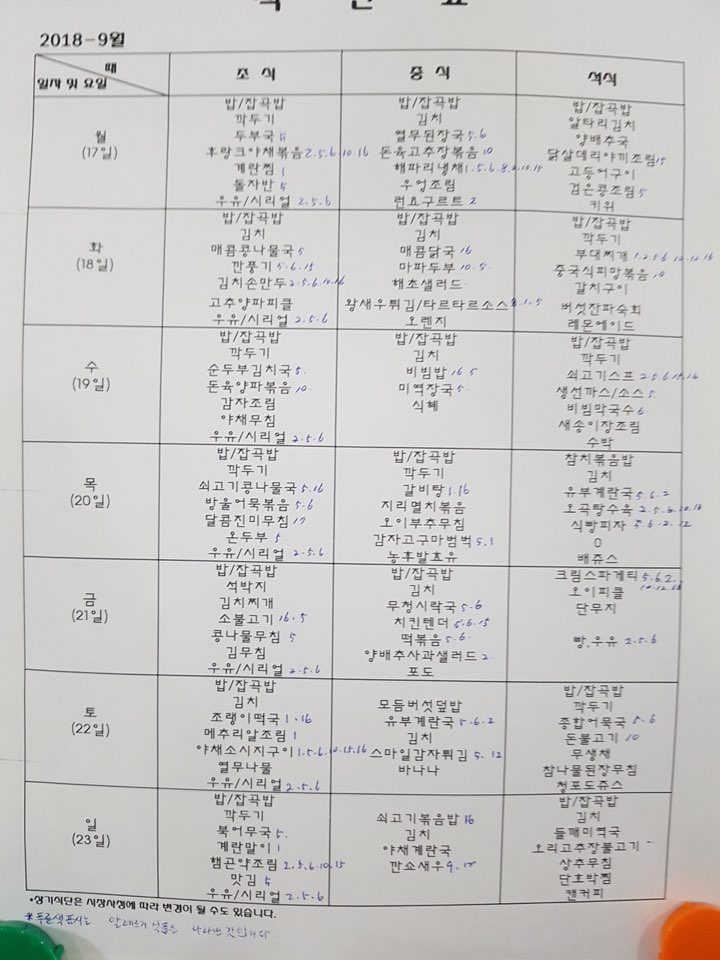 식 단 표
2018-9월
때
일자 및 요일
조 식
중 식
석식
월
(17일)
밥/잡곡밥
깍두기
두부국 5
후랑크야채볶음 2.5.6.10.16
계란찜 1
돌자반 5
우유/시리얼 2.5.6
밥/잡곡밥
김치
열무된장국 5.6
돈육고추장볶음 10
해파리냉채
우엉조림
런요구르트 2
밥/잡곡밥
알타리김치
양배추국
닭살데리야끼조림 15
고등어구이
검은콩조림 5
키위
화
(18일)
밥/잡곡밥
김치
매콤콩나물국 5
깐풍기 5.6.15
김치손만두 2.5.6.10.16
고추양파피클
우유/시리얼 2.5.6
밥/잡곡밥
김치
매콤닭국
마파두부 10.5
해초샐러드
왕새우튀김/타르타르소스
오렌지
밥/잡곡밥
깍두기
부대찌개
중국식피망볶음 10
갈치구이
버섯잔파숙회
레몬에이드
수
(19일)
밥/잡곡밥
깍두기
순두부김치국 5.
돈육양파볶음 10
감자조림
야채무침
우유/시리얼 2.5.6
밥/잡곡밥
김치
비빔밥 16.5
미역장국 5
식혜
밥/잡곡밥
깍두기
쇠고기스프
생선까스/소스 5
비빔막국수 6
새송이장조림
수박
목
(20일)
밥/잡곡밥
깍두기
쇠고기콩나물국 5.16
방울어묵볶음 5.6
달콤진미무침 17
온두부 5
우유/시리얼 2.5.6
밥/잡곡밥
깍두기
갈비탕 1.16
지리멸치볶음
오이부추무침
감자고구마범벅 5.1
농후발효유
참치볶음밥
김치
유부계란국 5.6.2
오곡탕수육 2.5.6.10.16
식빵피자 5.6.2.12
0
배쥬스
금
(21일)
밥/잡곡밥
석박지
김치찌개
소불고기 16.5
콩나물무침 5
김무침
우유/시리얼 2.5.6
밥/잡곡밥
김치
무청시락국 5.6
치킨텐더 5.6.15
떡볶음 5.6
양배추사과샐러드 2
포도
크림스파게티 5.6.2.
오이피클
단무지
빵,우유 2.5.6
토
(22일)
밥/잡곡밥
김치
조랭이떡국 1.16
메추리알조림 1
야채소시지구이 1.5.6.10.15.16
열무나물
우유/시리얼 2.5.6
모듬버섯덮밥
유부계란국 5.6.2
김치
스마일감자튀김 5.12
바나나
밥/잡곡밥
깍두기
종합어묵국 5.6
돈불고기 10
무생채
참나물된장무침
청포도쥬스
일
(23일)
밥/잡곡밥
깍두기
북어무국 5.
계란말이 1
햄곤약조림 2.5.6.10.15
맛김 5
우유/시리얼 2.5.6
쇠고기볶음밥 16
김치
야채계란국
깐쇼새우 9.12
밥/잡곡밥
김치
들깨미역국
오리고추장불고기
상추무침
단호박찜
캔커피
*상기식단은 시장사정에 따라 변경이 될 수도 있습니다.
*푸른색표시는 알레르기 식품을 나타낸 것입니다.